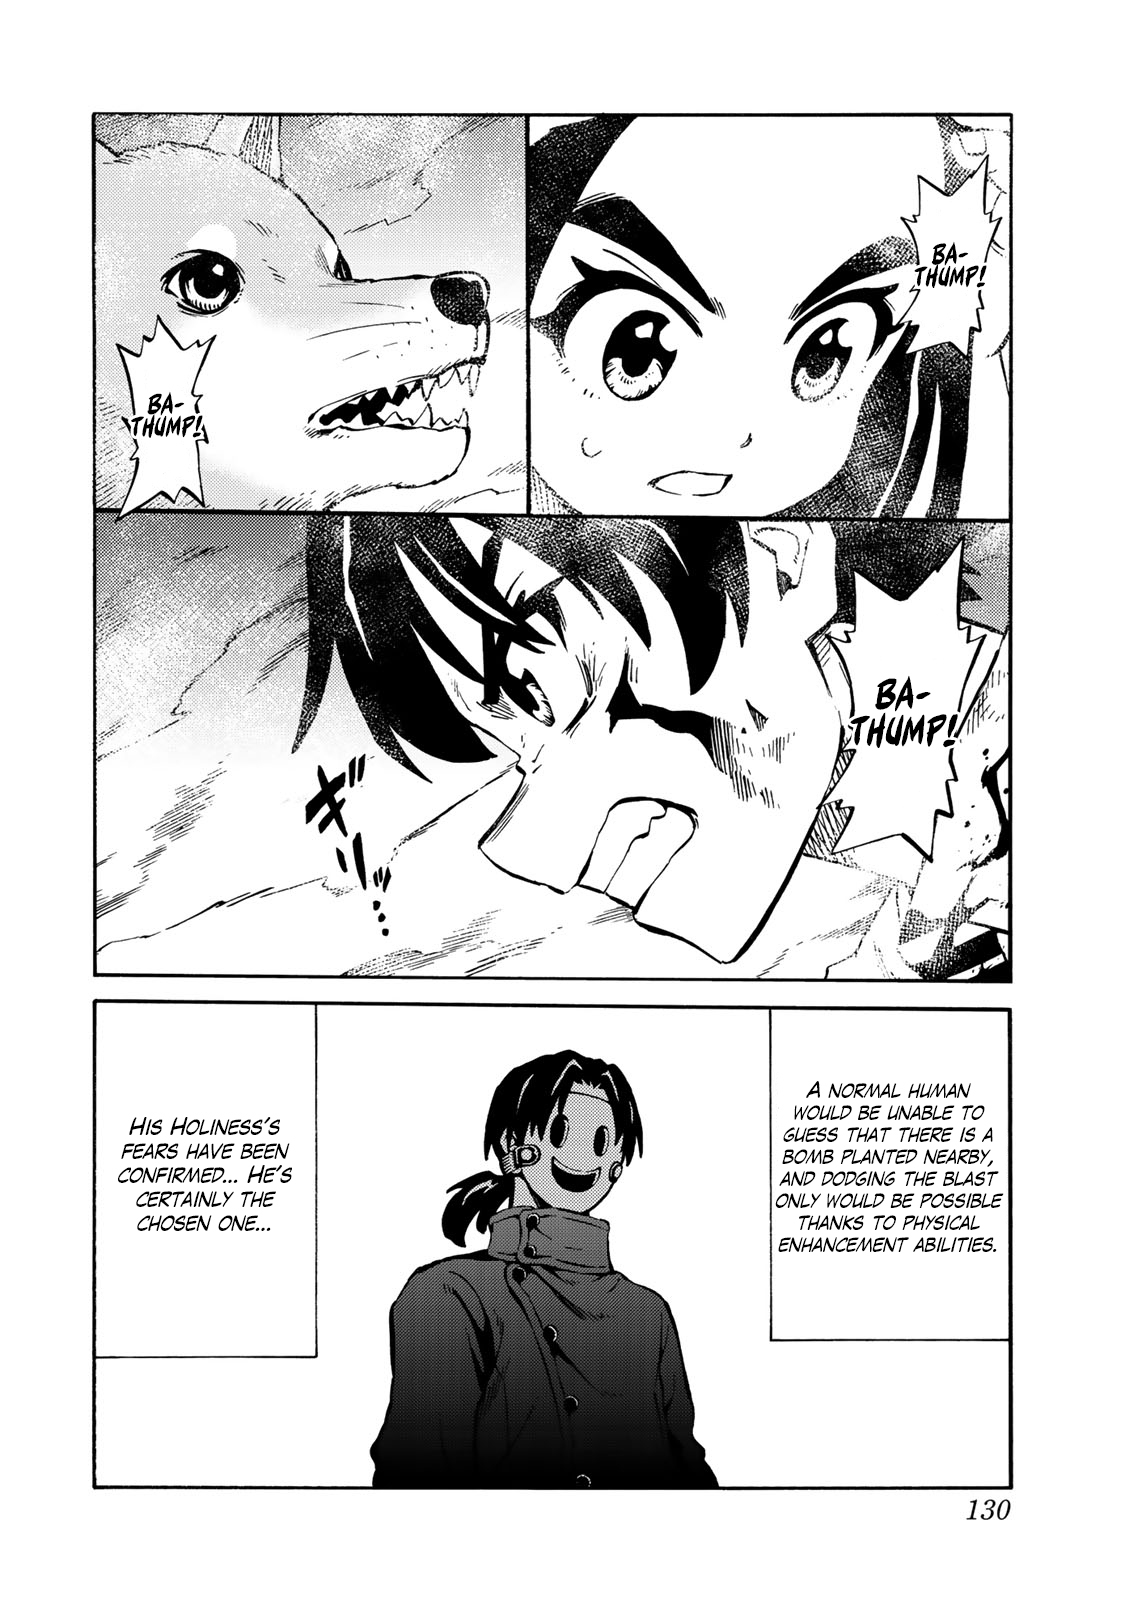 BA-
THUMP!
BA-
THUMP!
BA-
THUMP!
ギリ…
A NORMAL HUMAN
WOULD BE UNABLE TO
GUESS THAT THERE IS A
BOMB PLANTED NEARBY,
AND DODGING THE BLAST
ONLY WOULD BE POSSIBLE
THANKS TO PHYSICAL
ENHANCEMENT ABILITIES.
HIS HOLINESS'S
FEARS HAVE BEEN
CONFIRMED... HE'S
CERTAINLY THE
CHOSEN ONE...
130